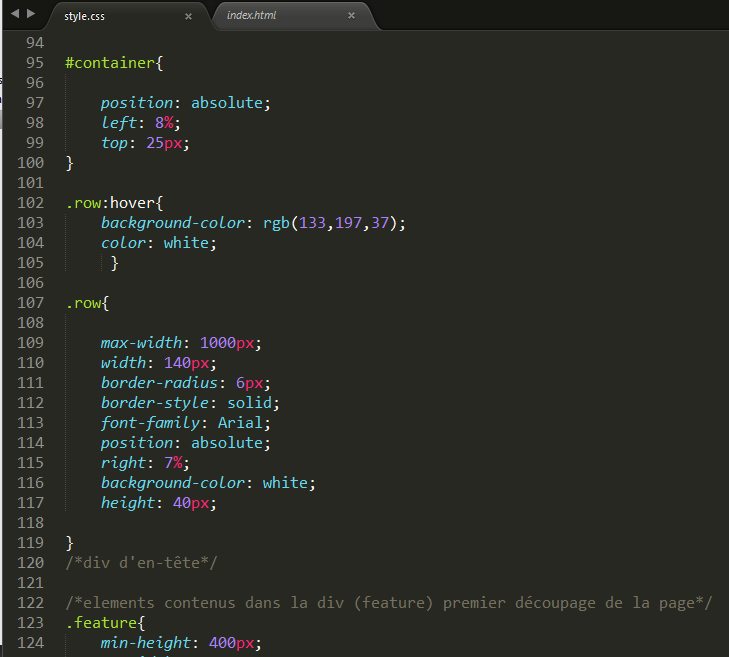 style.css × index.html ×
94
95 #container{
96
97 position: absolute;
98 left: 8%;
99 top: 25px;
100 }
101
102 .row:hover{
103 background-color: rgb(133,197,37);
104 color: white;
105 }
106
107 .row{
108
109 max-width: 1000px;
110 width: 140px;
111 border-radius: 6px;
112 border-style: solid;
113 font-family: Arial;
114 position: absolute;
115 right: 7%;
116 background-color: white;
117 height: 40px;
118
119 }
120 /*div d'en-tête*/
121
122 /*elements contenus dans la div (feature) premier découpage de la page*/
123 .feature{
124 min-height: 400px;